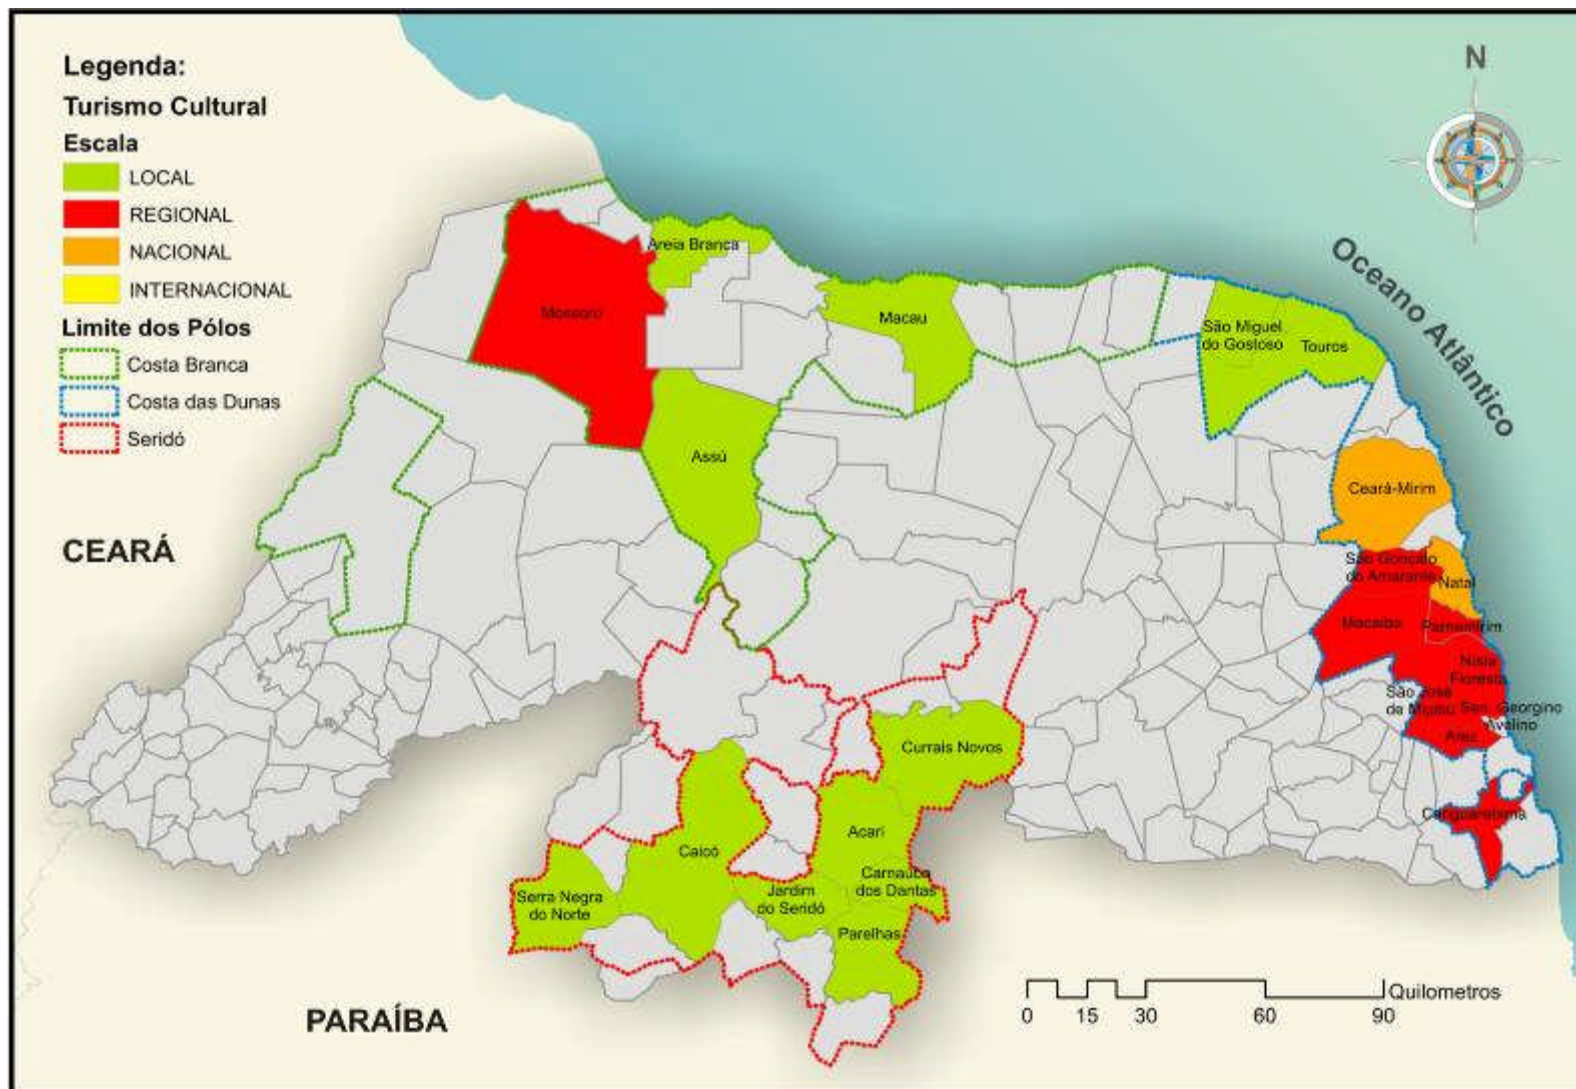 Legenda:
Turismo Cultural
Escala
LOCAL
REGIONAL
NACIONAL
INTERNACIONAL
Limite dos Pólos
Costa Branca
Costa das Dunas
Seridó
N
Oceano Atlântico
Areia Branca
Mossoró
Macau
São Miguel
do Gostoso
Touros
Assú
Ceará-Mirim
CEARÁ
São Gonçalo
do Amarante
Natal
Macaíba
Parnamirim
Nísia
Floresta
São José
de Mipibú
Sen. Georgino
Avelino
Arez
Currais Novos
Canguaretama
Acari
Caicó
Carnaúba
dos Dantas
Serra Negra
do Norte
Jardim
do Seridó
Parelhas
PARAÍBA
Quilometros
0 15 30 60 90